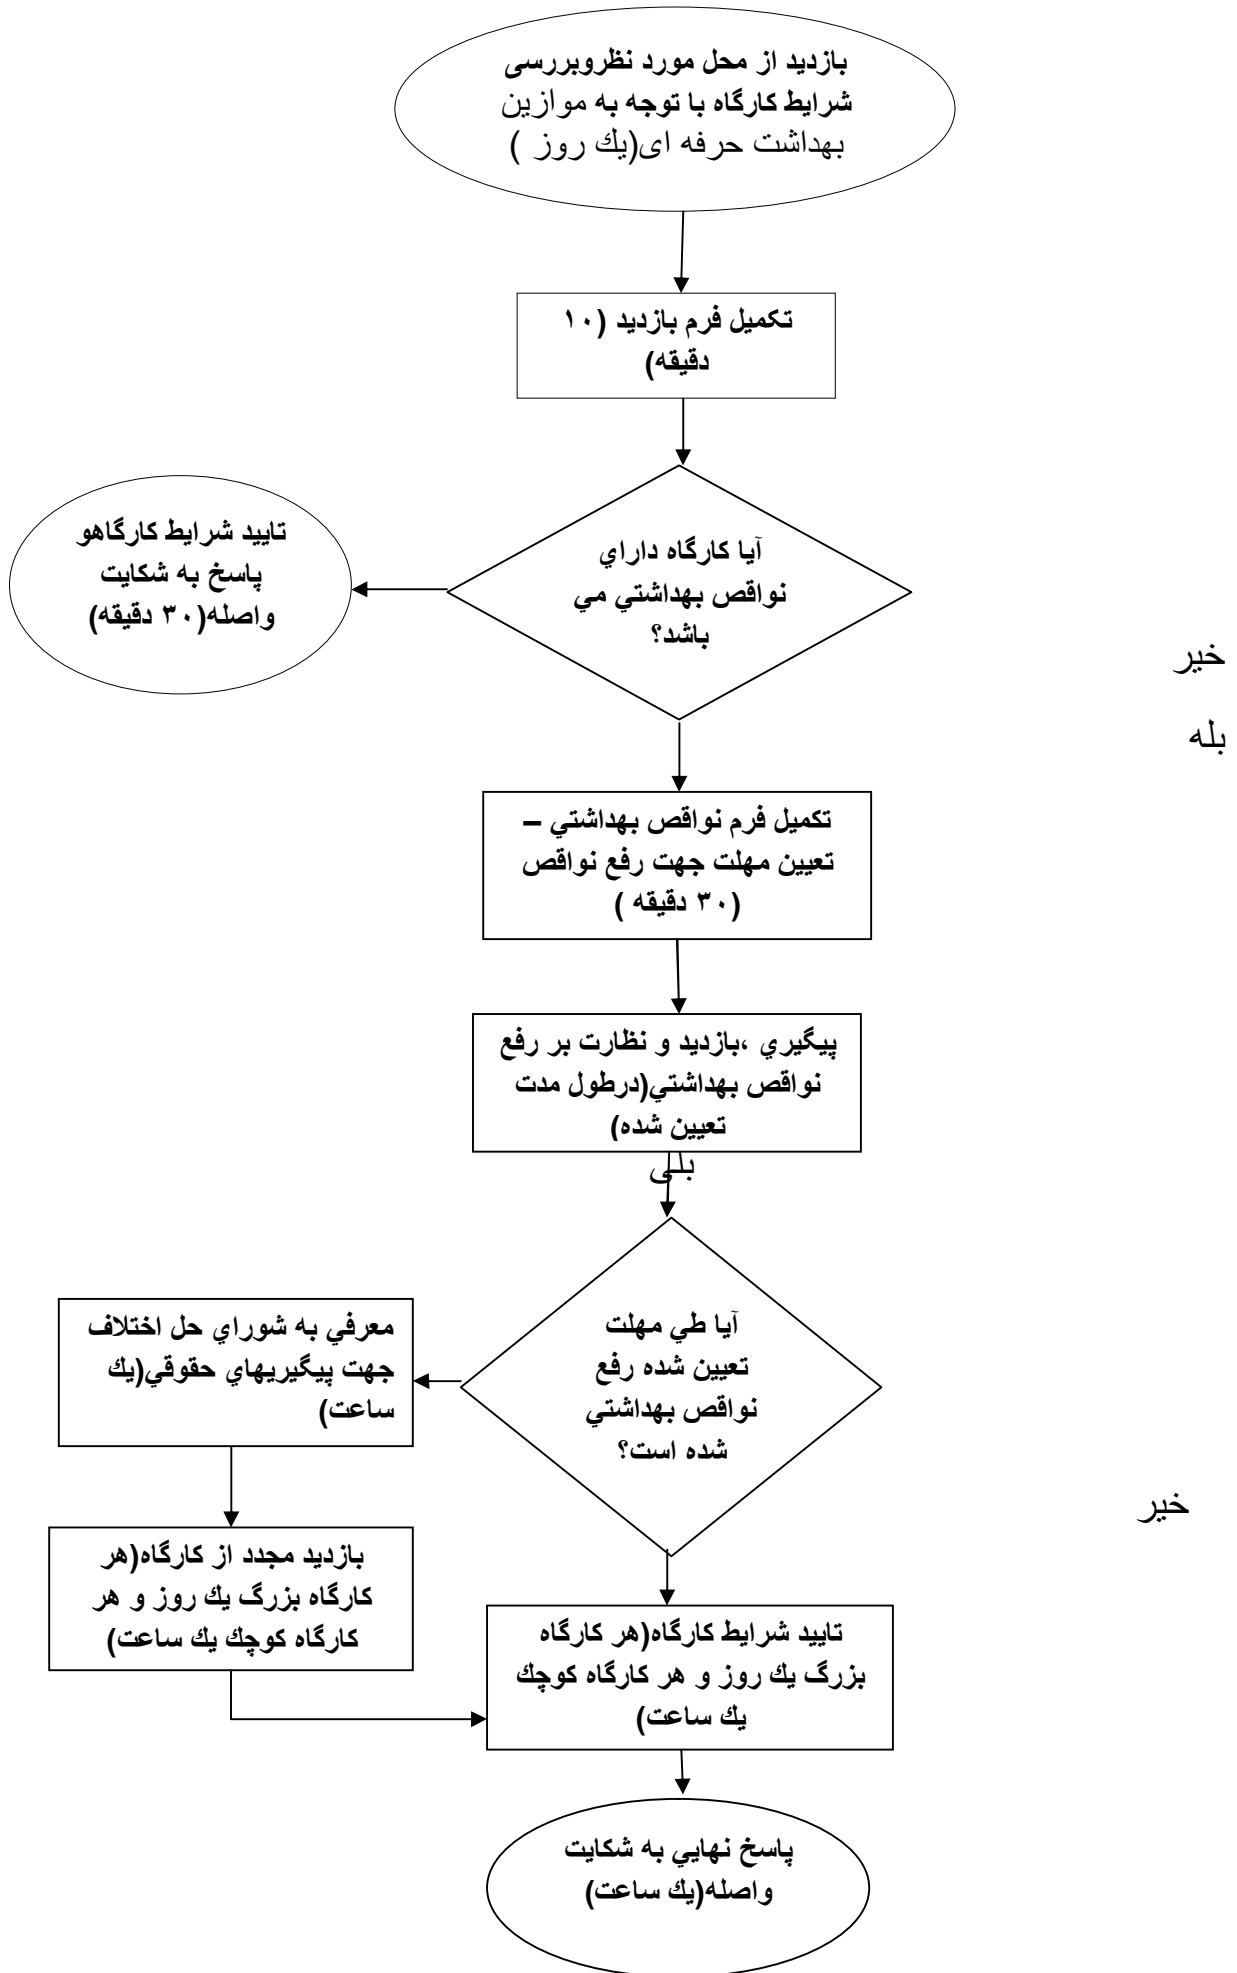 بازديد از محل مورد نظروبررسی
شرايط كارگاه با توجه به موازين
بهداشت حرفه ای(يك روز )
تكميل فرم بازديد (١٠
دقيقه)
آيا كارگاه داراي
نواقص بهداشتي مي
باشد؟
تاييد شرايط كارگاهو
پاسخ به شكايت
واصله(٣٠ دقيقه)
خير
بله
تكميل فرم نواقص بهداشتي –
تعيين مهلت جهت رفع نواقص
(٣٠ دقيقه )
پيگيري ،بازديد و نظارت بر رفع
نواقص بهداشتي(درطول مدت
تعيين شده)
بلی
آيا طي مهلت
تعيين شده رفع
نواقص بهداشتي
شده است؟
معرفي به شوراي حل اختلاف
جهت پيگيريهاي حقوقي(يك
ساعت)
خير
بازديد مجدد از كارگاه(هر
كارگاه بزرگ يك روز و هر
كارگاه كوچك يك ساعت)
تاييد شرايط كارگاه(هر كارگاه
بزرگ يك روز و هر كارگاه كوچك
يك ساعت)
پاسخ نهايي به شكايت
واصله(يك ساعت)